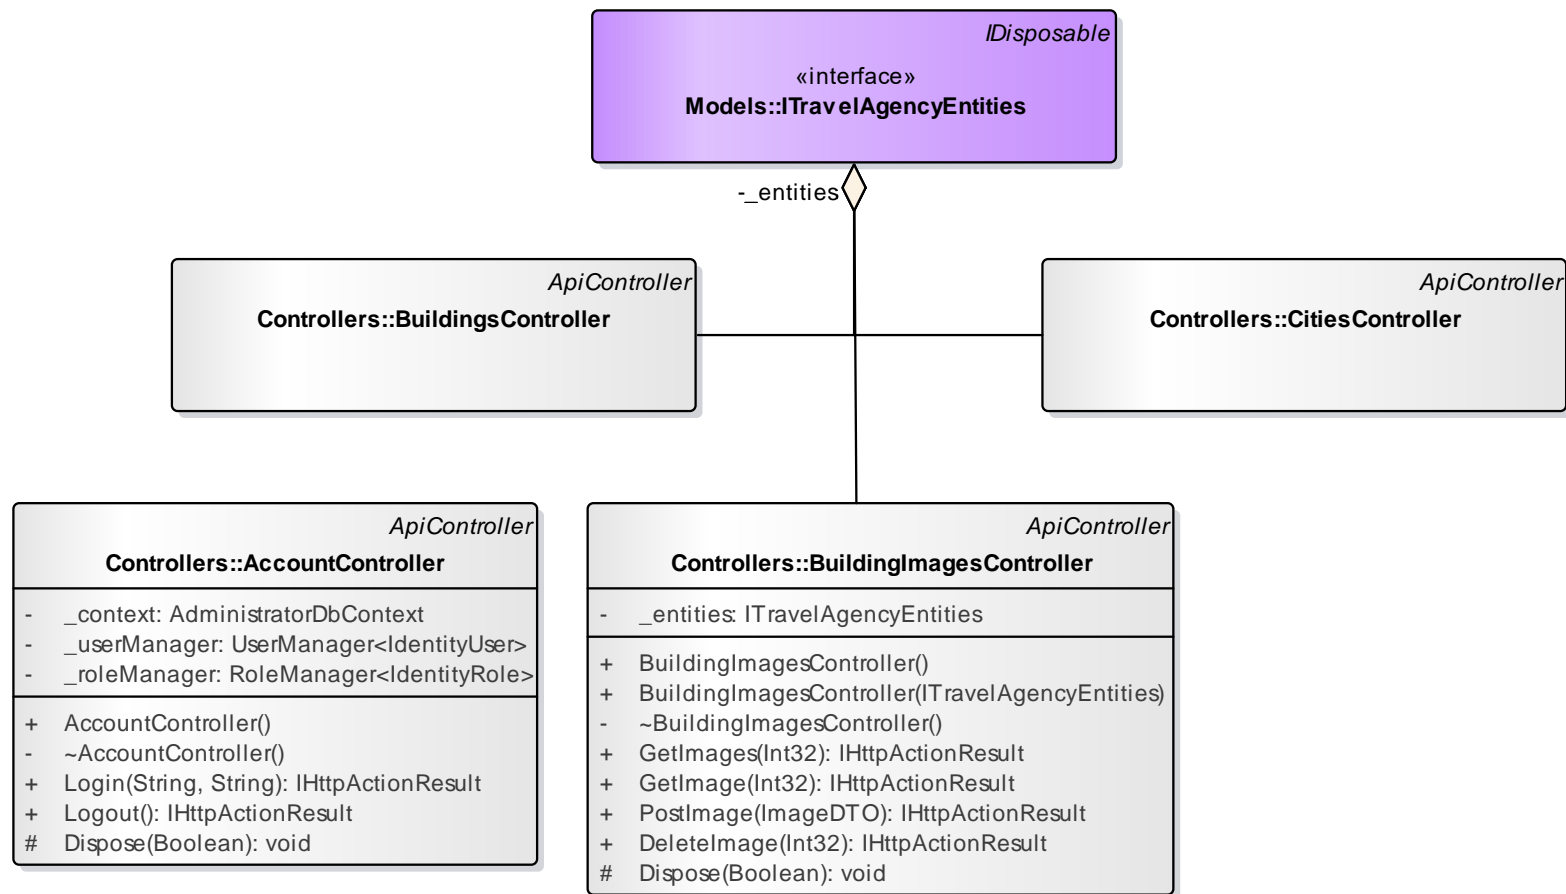 IDisposable
«interface»
Models::ITravelAgencyEntities
-_entities
ApiController
Controllers::BuildingsController
ApiController
Controllers::CitiesController
ApiController
Controllers::AccountController
- _context: AdministratorDbContext
- _userManager: UserManager<IdentityUser>
- _roleManager: RoleManager<IdentityRole>
+ AccountController()
- ~AccountController()
+ Login(String, String): IHttpActionResult
+ Logout(): IHttpActionResult
# Dispose(Boolean): void
ApiController
Controllers::BuildingImagesController
- _entities: ITravelAgencyEntities
+ BuildingImagesController()
+ BuildingImagesController(ITravelAgencyEntities)
- ~BuildingImagesController()
+ GetImages(Int32): IHttpActionResult
+ GetImage(Int32): IHttpActionResult
+ PostImage(ImageDTO): IHttpActionResult
+ DeleteImage(Int32): IHttpActionResult
# Dispose(Boolean): void